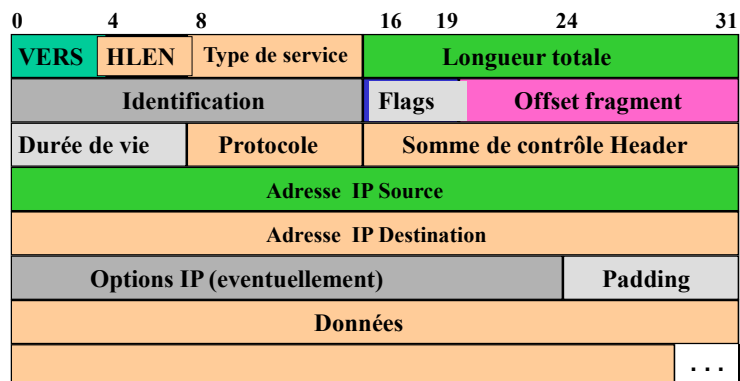 0 4 8 16 19 24 31
VERS HLEN Type de service Longueur totale
Identification Flags Offset fragment
Durée de vie Protocole Somme de contrôle Header
Adresse IP Source
Adresse IP Destination
Options IP (eventuellement) Padding
Données
. . .